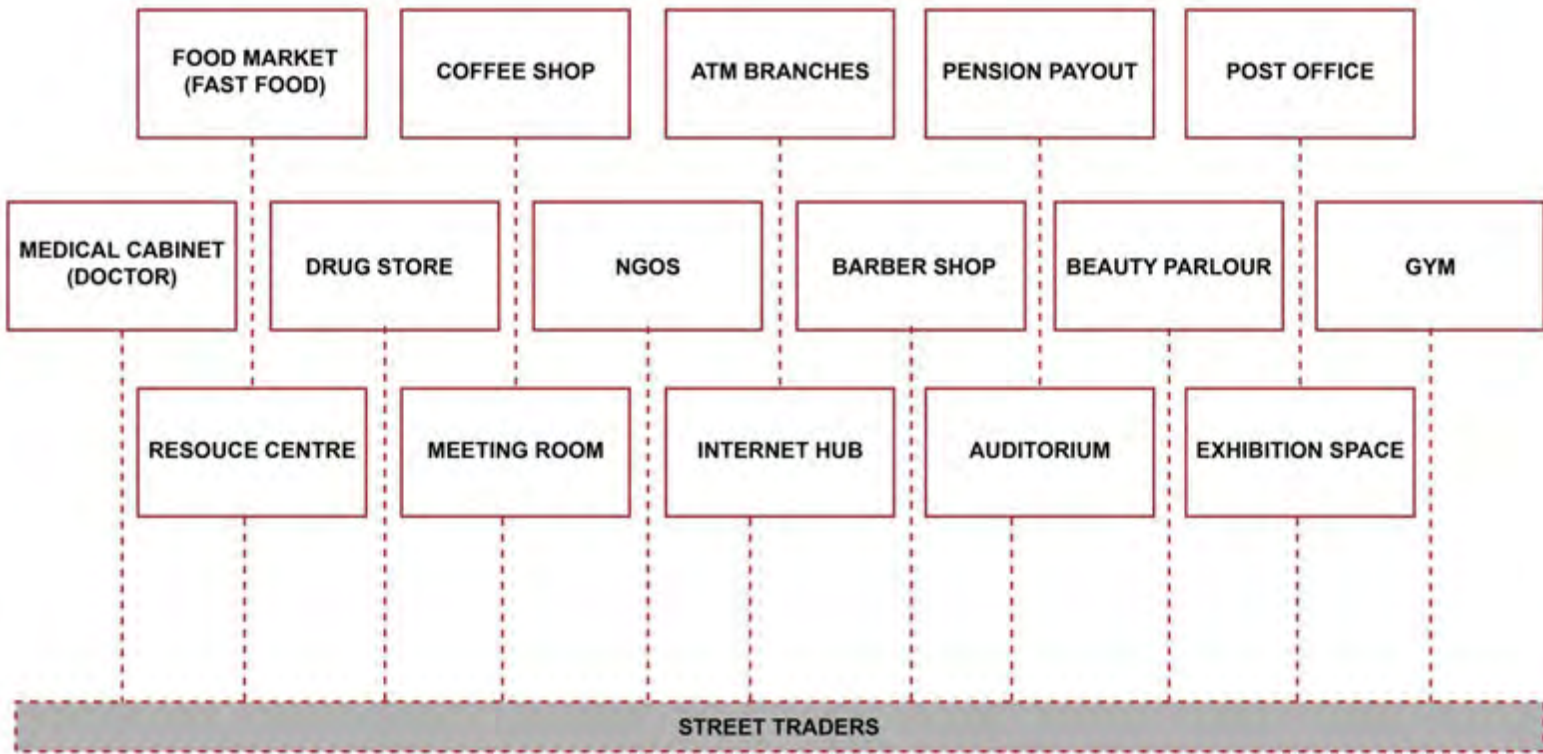 FOOD MARKET
(FAST FOOD)
COFFEE SHOP
ATM BRANCHES
PENSION PAYOUT
POST OFFICE
MEDICAL CABINET
(DOCTOR)
DRUG STORE
NGOS
BARBER SHOP
BEAUTY PARLOUR
GYM
RESOUCE CENTRE
MEETING ROOM
INTERNET HUB
AUDITORIUM
EXHIBITION SPACE
STREET TRADERS